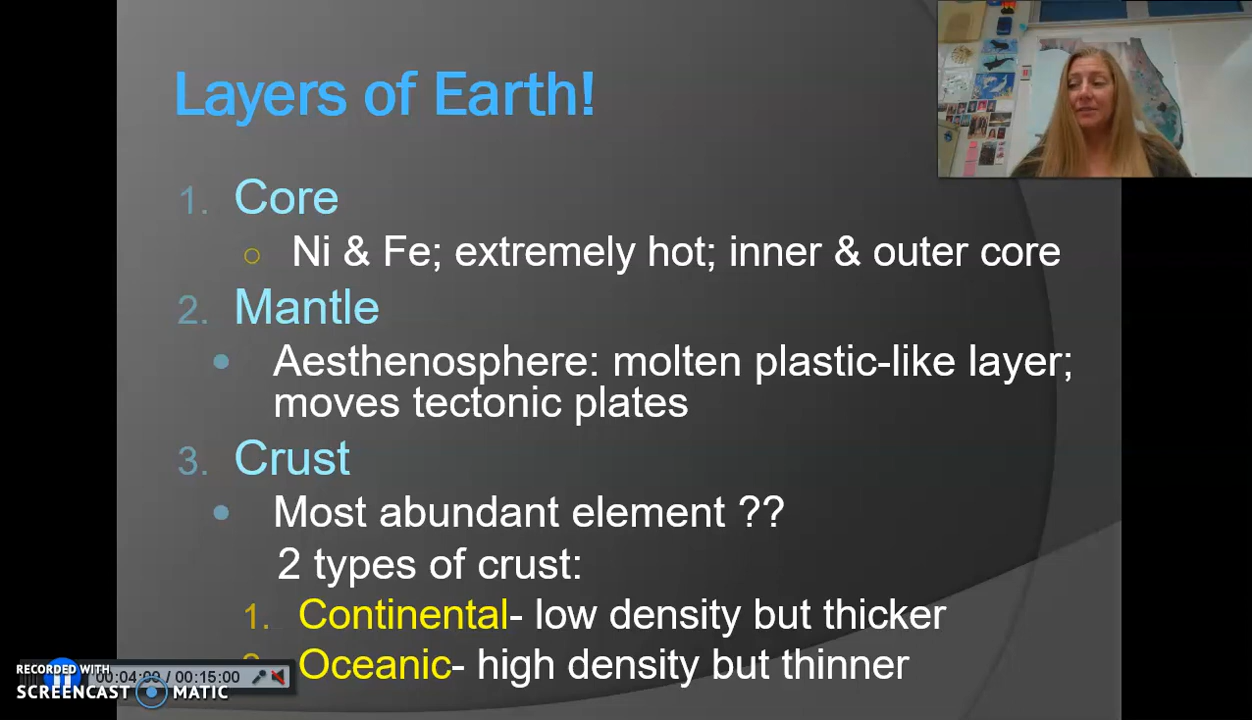 Layers of Earth!
1. Core
Ni & Fe; extremely hot; inner & outer core
2. Mantle
Aesthenosphere: molten plastic-like layer;
moves tectonic plates
3. Crust
Most abundant element ??
2 types of crust:
1. Continental- low density but thicker
Oceanic- high density but thinner
RECORDED WITH
SCREENCAST MATIC
/ 00:15:00